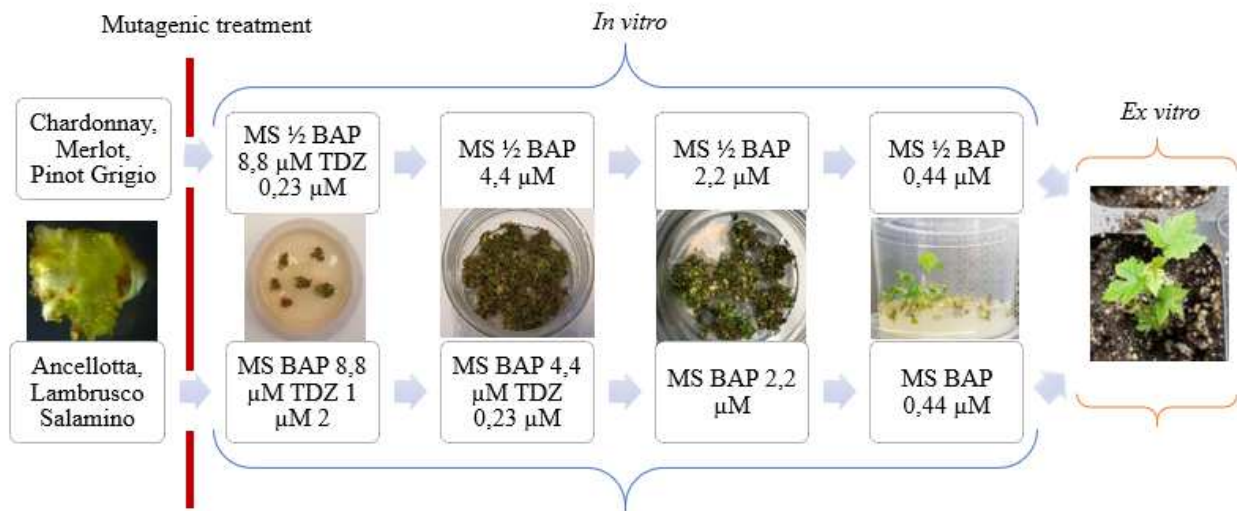 Mutagenic treatment
In vitro
Ex vitro
Chardonnay,
Merlot,
Pinot Grigio
MS ½ BAP
8,8 µM TDZ
0,23 µM
MS ½ BAP
4,4 µM
MS ½ BAP
2,2 µM
MS ½ BAP
0,44 µM
Ancellotta,
Lambrusco
Salamino
MS BAP 8,8
µM TDZ 1
µM 2
MS BAP 4,4
µM TDZ
0,23 µM
MS BAP 2,2
µM
MS BAP
0,44 µM